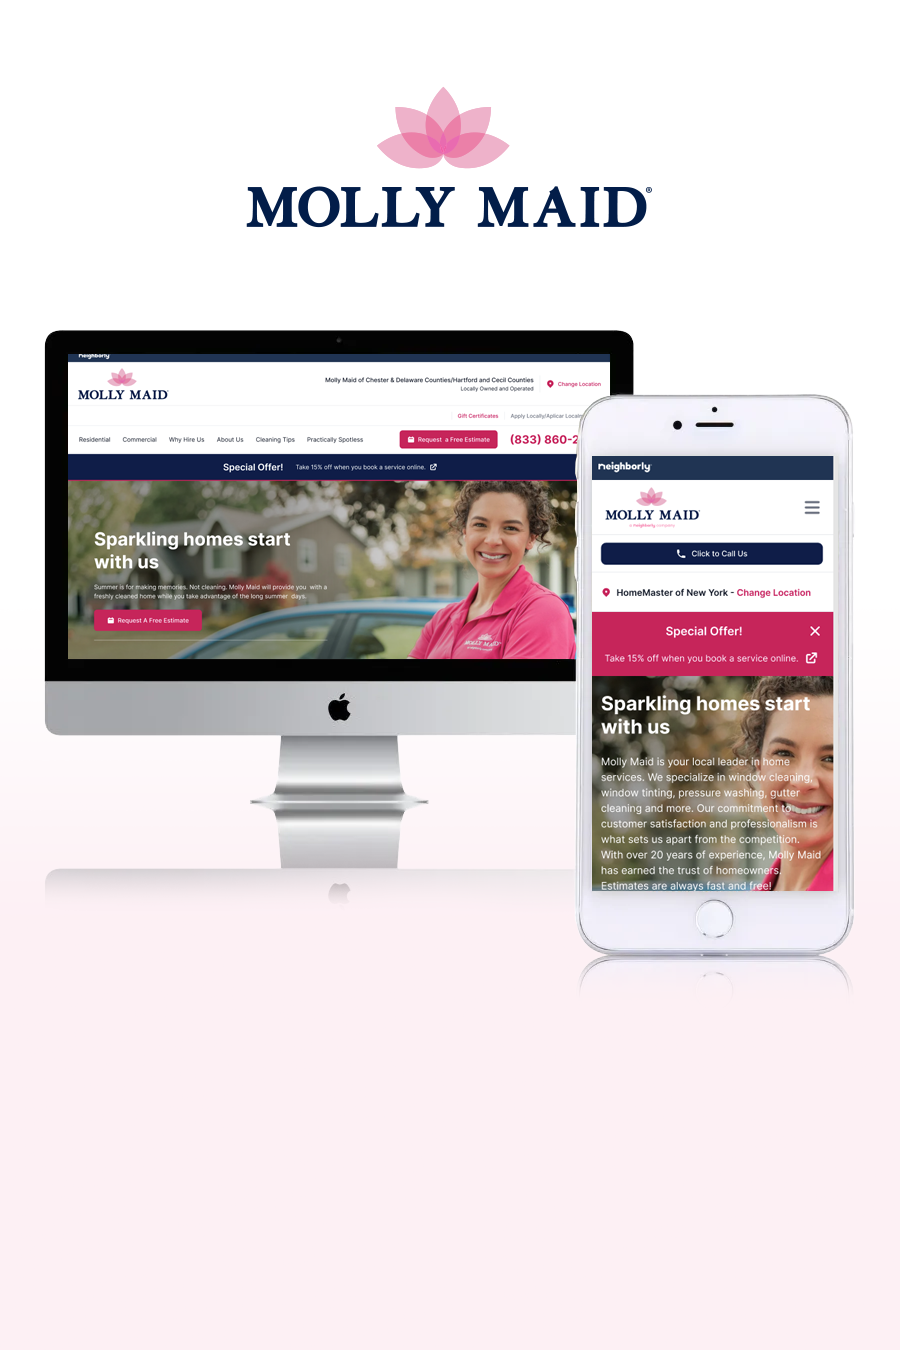 MOLLY MAID®
neighborly
MOLLY MAID
Molly Maid of Chester & Delaware Counties/Hartford and Cecil Counties
Locally Owned and Operated
Change Location
Gift Certificates
Apply Locally/Aplicar
Residential Commercial Why Hire Us About Us Cleaning Tips Practically Spotless
Request a Free Estimate
(833) 860-2
Special Offer! Take 15% off when you book a service online.
Sparkling homes start
with us
Summer is for making memories. Not cleaning. Molly Maid will provide you with a
freshly cleaned home while you take advantage of the long summer days.
Request A Free Estimate
MOLLY MAID
neighborly
MOLLY MAID
a neighborly company
Click to Call Us
HomeMaster of New York - Change Location
Special Offer!
Take 15% off when you book a service online.
Sparkling homes start
with us
Molly Maid is your local leader in home
services. We specialize in window cleaning,
window tinting, pressure washing, gutter
cleaning and more. Our commitment to
customer satisfaction and professionalism is
what sets us apart from the competition.
With over 20 years of experience, Molly Maid
has earned the trust of homeowners.
Estimates are always fast and free!